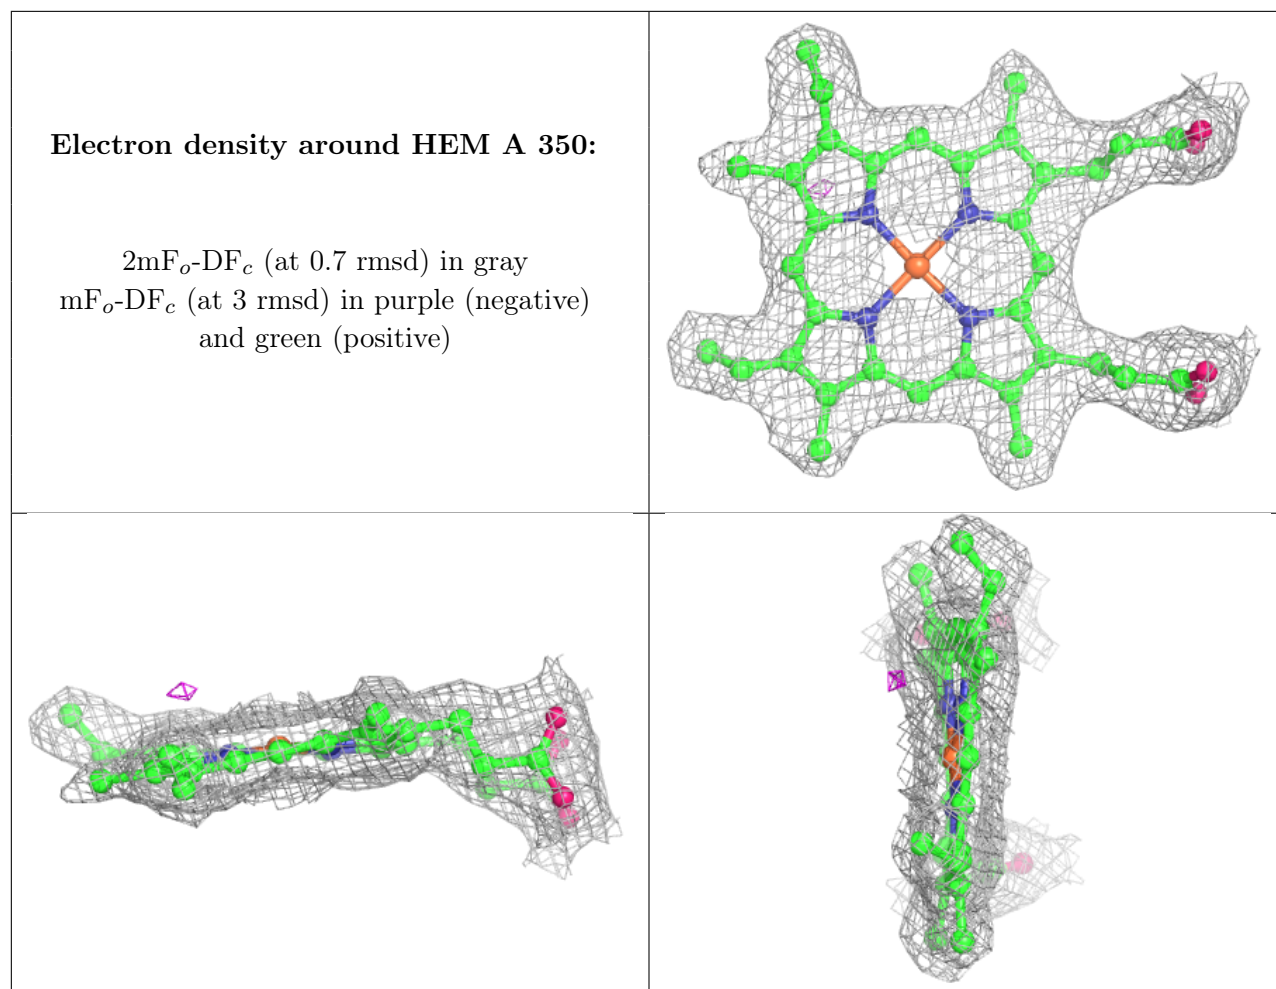 Electron density around HEM A 350:
2mFₒ-DF𝒸 (at 0.7 rmsd) in gray
mFₒ-DF𝒸 (at 3 rmsd) in purple (negative)
and green (positive)